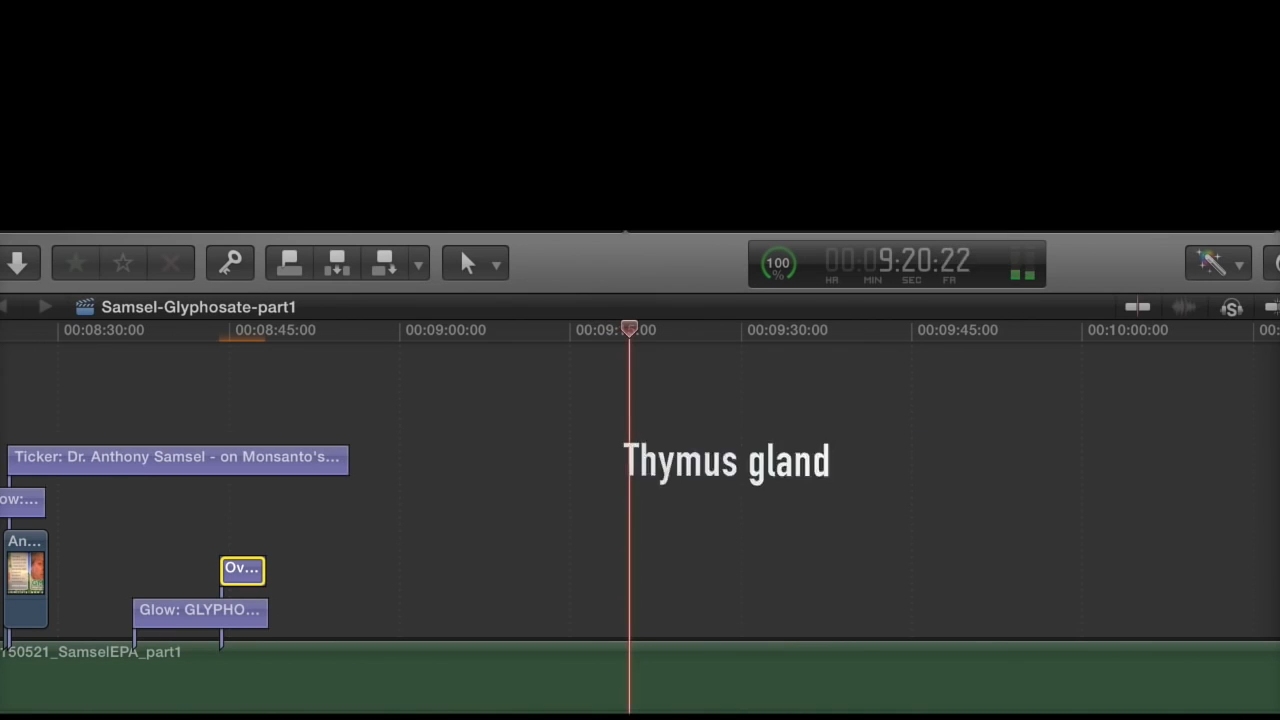 100
%
00:09:20:22
HR MIN SEC FR
Samsel-Glyphosate-part1
00:08:30:00 00:08:45:00 00:09:00:00 00:09: :00 00:09:30:00 00:09:45:00 00:10:00:00 00:
Ticker: Dr. Anthony Samsel - on Monsanto's...
Thymus gland
ow:...
An...
Ov...
Glow: GLYPHO...
150521_SamselEPA_part1